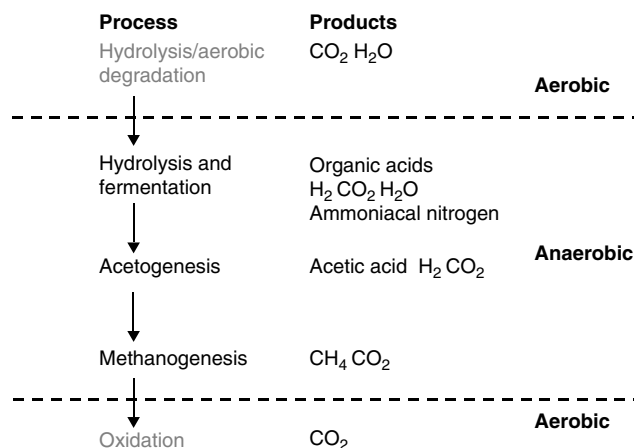 Process Products
Hydrolysis/aerobic CO₂ H₂O
degradation
Aerobic
Hydrolysis and Organic acids
fermentation H₂ CO₂ H₂O
Ammoniacal nitrogen
Anaerobic
Acetogenesis Acetic acid H₂ CO₂
Methanogenesis CH₄ CO₂
Aerobic
Oxidation CO₂